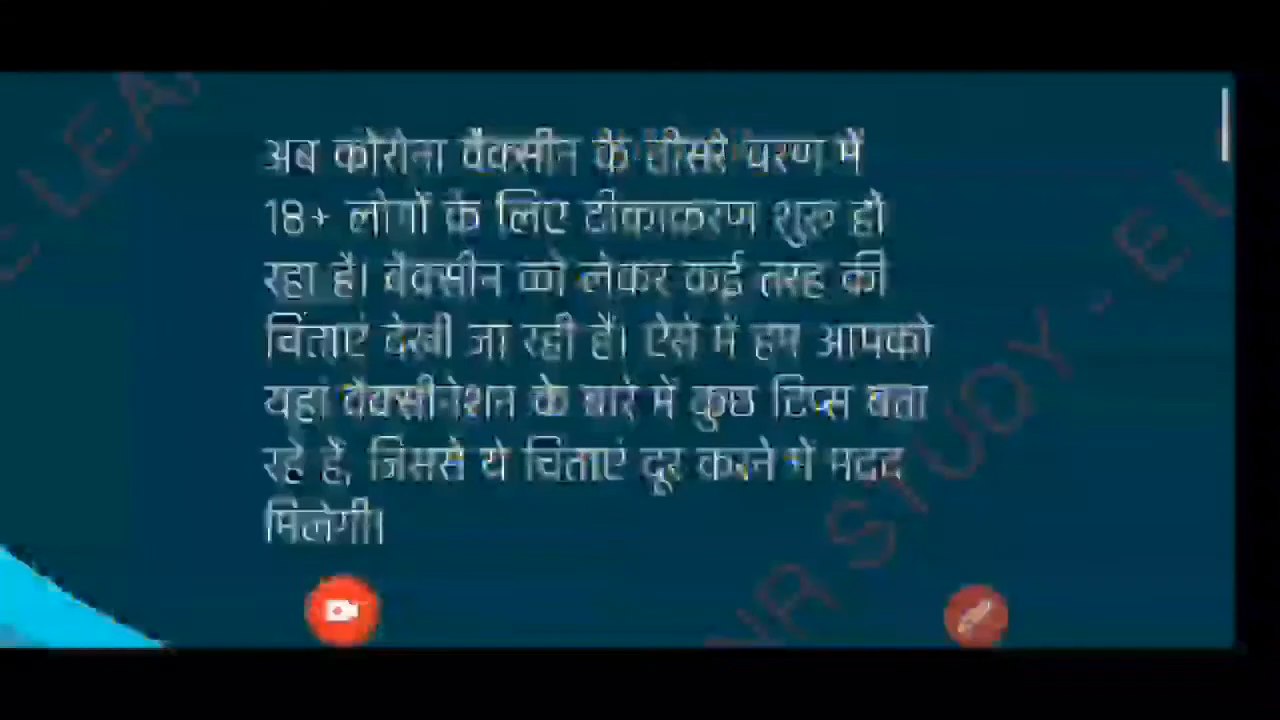 अब कोरोना वैक्सीन के तीसरे चरण में
18+ लोगों के लिए टीकाकरण शुरू हो
रहा है। वैक्सीन को लेकर कई तरह की
चिंताएं देखी जा रही हैं। ऐसे में हम आपको
यहां वैक्सीनेशन के बारे में कुछ टिप्स बता
रहे हैं, जिससे ये चिंताएं दूर करने में मदद
मिलेगी।
STUDY - E L